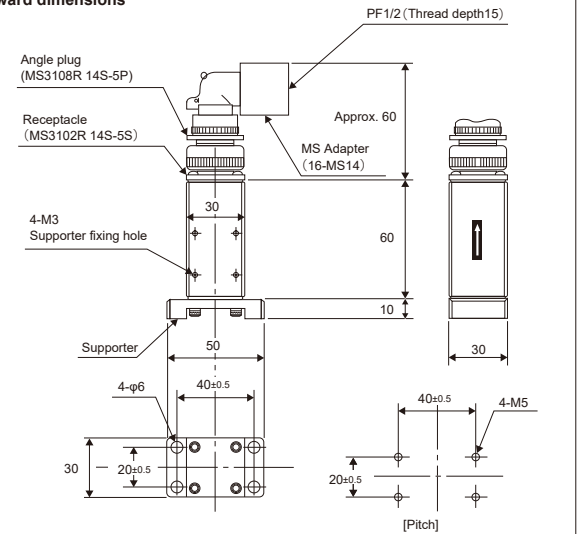 ward dimensions
PF1/2（Thread depth15）
Angle plug
(MS3108R 14S-5P)
Approx. 60
Receptacle
（MS3102R 14S-5S）
MS Adapter
（16-MS14）
30
4-M3
Supporter fixing hole
60
10
Supporter
50
30
4-φ6
40±0.5
40±0.5
4-M5
30
20±0.5
20±0.5
[Pitch]